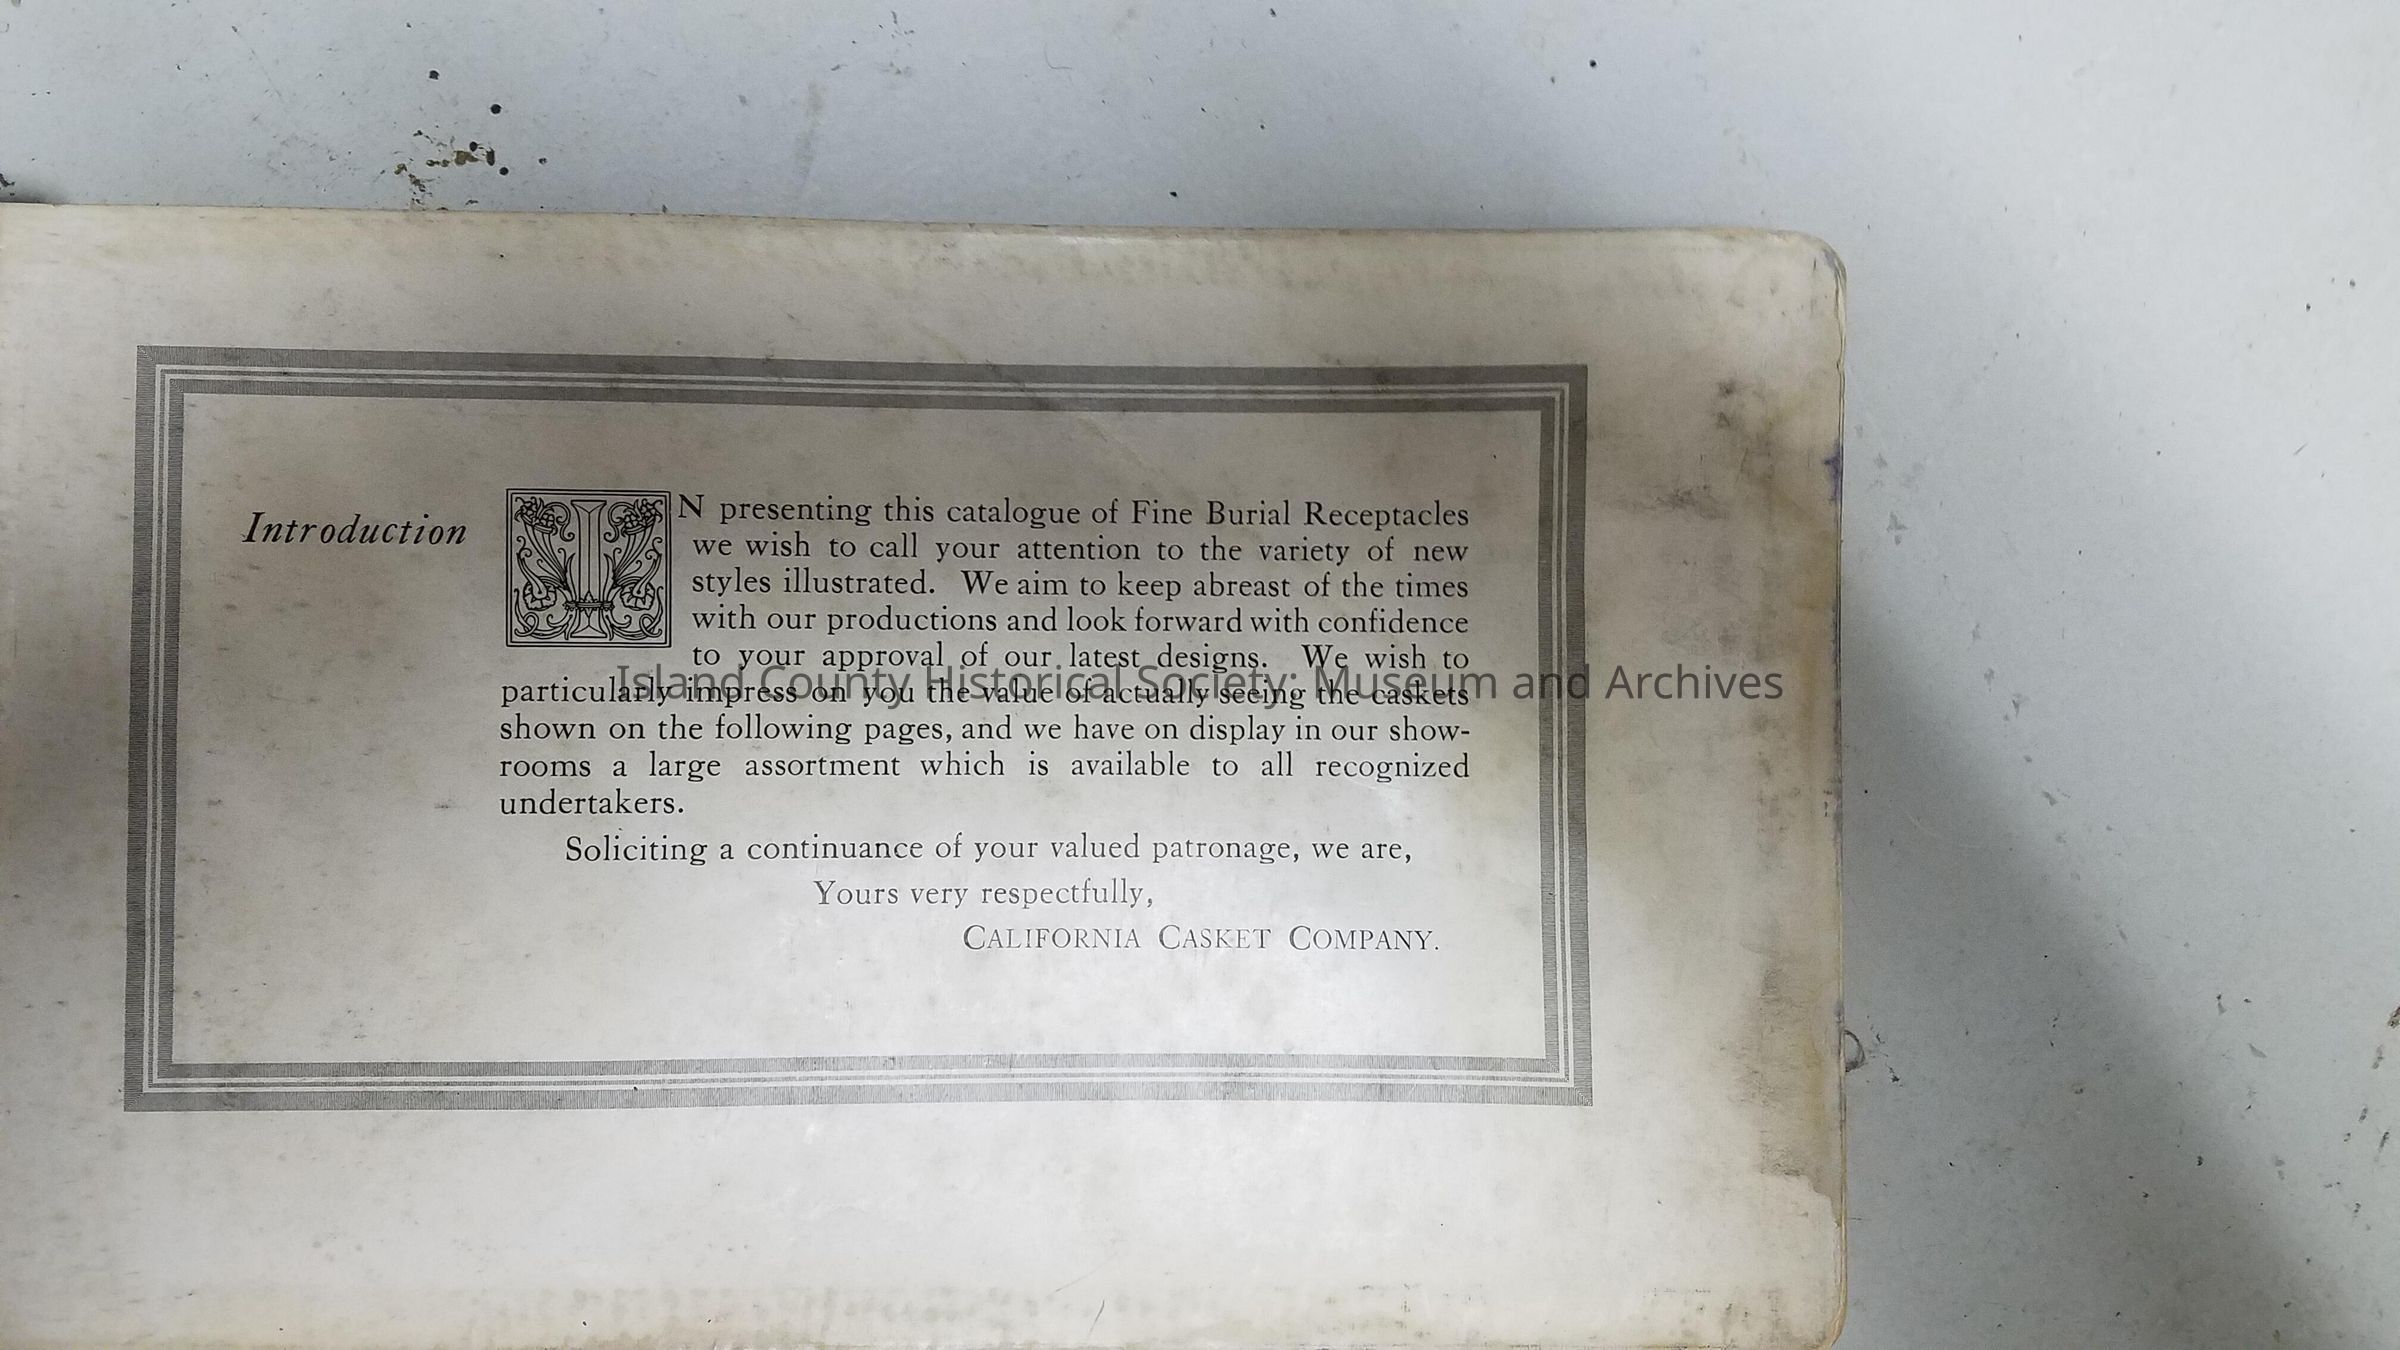 Introduction
IN presenting this catalogue of Fine Burial Receptacles
we wish to call your attention to the variety of new
styles illustrated. We aim to keep abreast of the times
with our productions and look forward with confidence
to your approval of our latest designs. We wish to
particularly impress on you the value of actually seeing the caskets
shown on the following pages, and we have on display in our show-
rooms a large assortment which is available to all recognized
undertakers.
Soliciting a continuance of your valued patronage, we are,
Yours very respectfully,
CALIFORNIA CASKET COMPANY.
Island County Historical Society: Museum and Archives